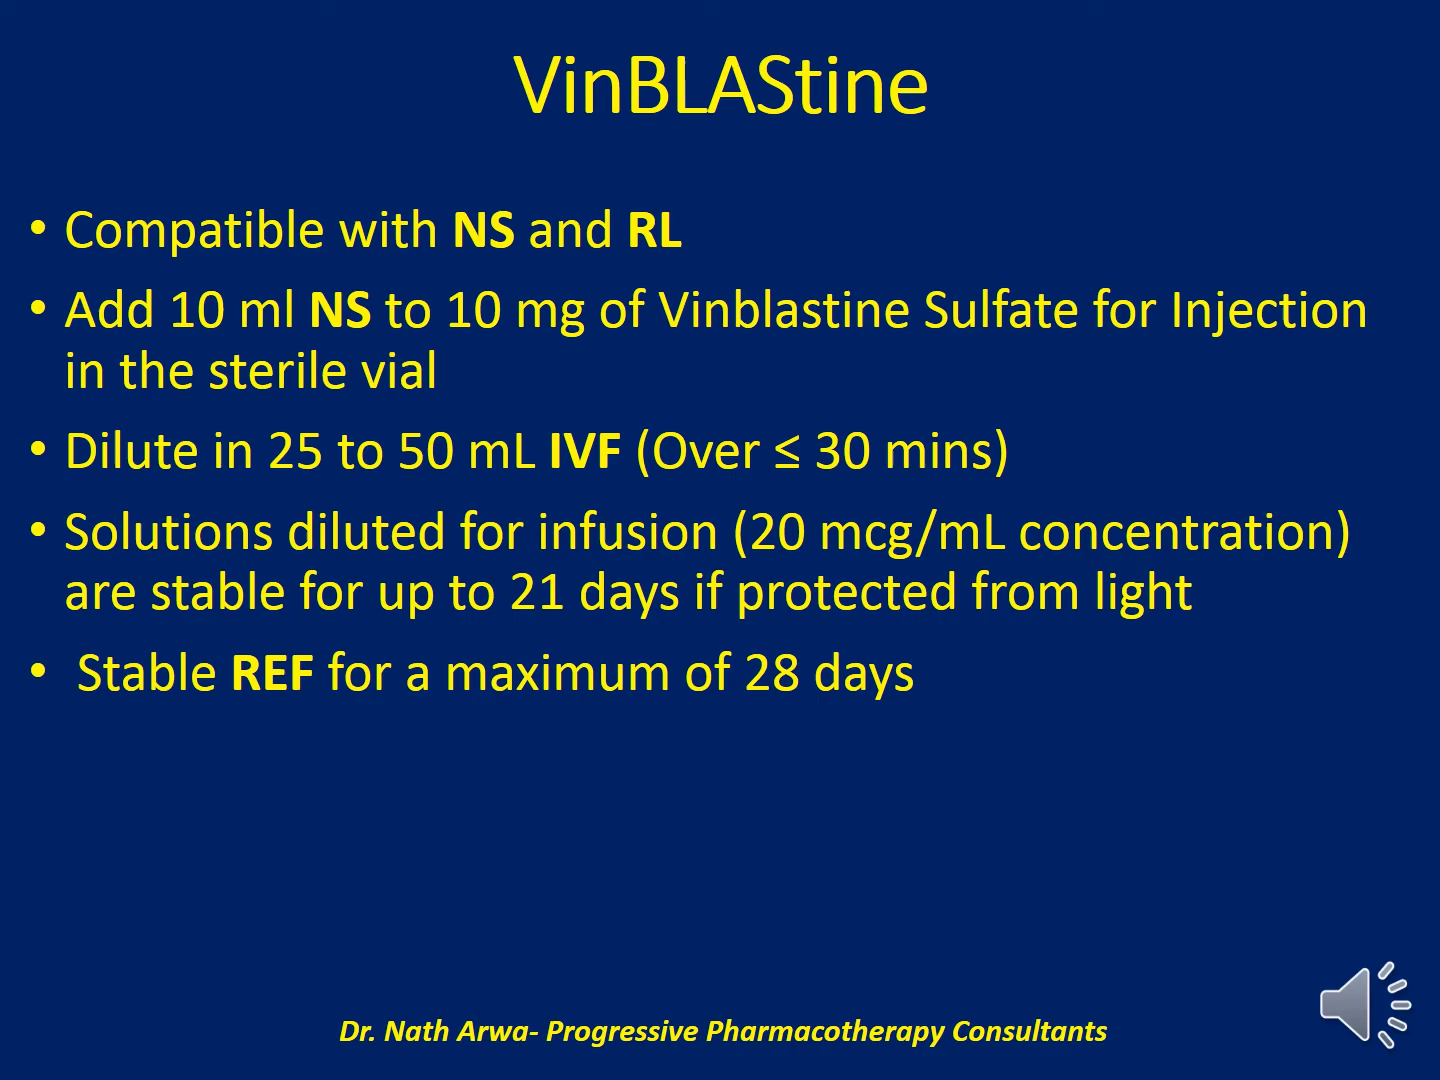 VinBLAStine
• Compatible with NS and RL
• Add 10 ml NS to 10 mg of Vinblastine Sulfate for Injection
in the sterile vial
• Dilute in 25 to 50 mL IVF (Over ≤ 30 mins)
• Solutions diluted for infusion (20 mcg/mL concentration)
are stable for up to 21 days if protected from light
• Stable REF for a maximum of 28 days
Dr. Nath Arwa- Progressive Pharmacotherapy Consultants